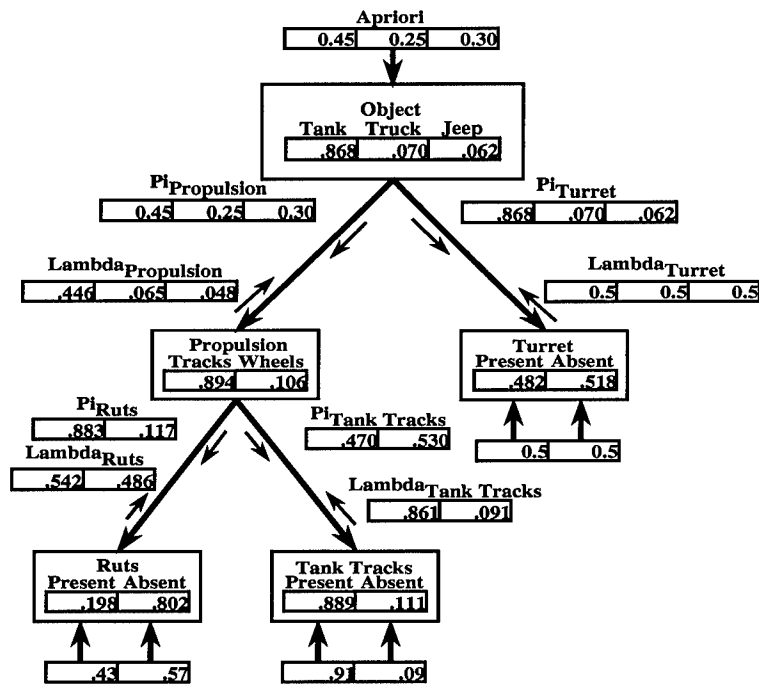 Apriori
0.45 0.25 0.30
Object
Tank Truck Jeep
.868 .070 .062
PiPropulsion
0.45 0.25 0.30
PiTurret
.868 .070 .062
LambdaPropulsion
.446 .065 .048
LambdaTurret
0.5 0.5 0.5
Propulsion
Tracks Wheels
.894 .106
Turret
Present Absent
.482 .518
PiRuts
.883 .117
PiTank Tracks
.470 .530
0.5 0.5
LambdaRuts
.542 .486
LambdaTank Tracks
.861 .091
Ruts
Present Absent
.198 .802
Tank Tracks
Present Absent
.889 .111
.43 .57
.91 .09